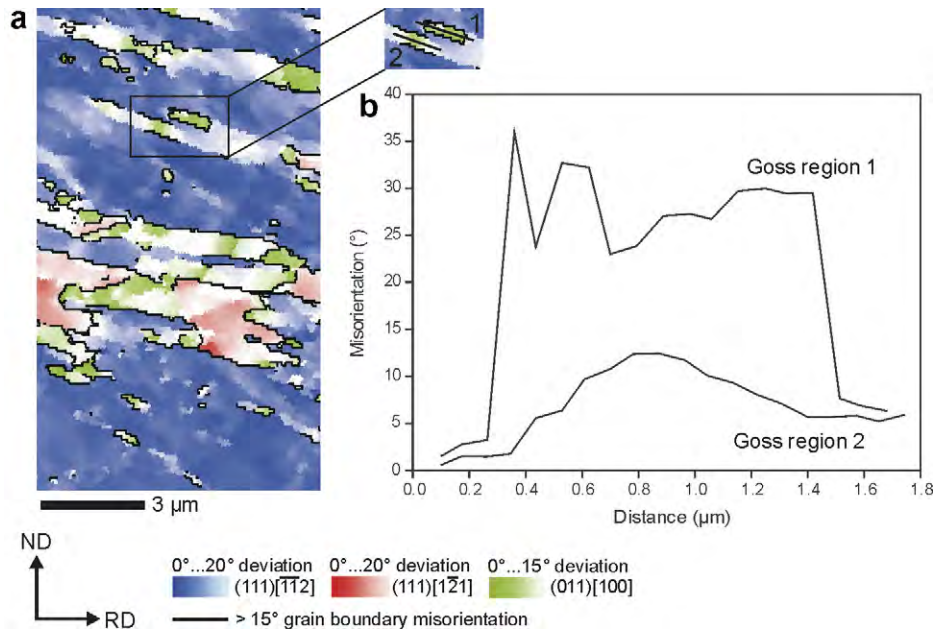 a
1
2
b
40
35
30
25
20
15
10
5
0
Misorientation (°)
Goss region 1
Goss region 2
0.0 0.2 0.4 0.6 0.8 1.0 1.2 1.4 1.6 1.8
Distance (µm)
3 µm
ND
RD
0°...20° deviation 0°...20° deviation 0°...15° deviation
(111)[1̅1̅2] (111)[12̅1] (011)[100]
> 15° grain boundary misorientation